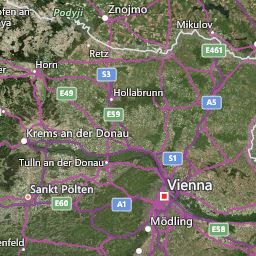 Podyjí
Znojmo
Mikulov
Retz
E461
Horn
S3
E49
Hollabrunn
A5
E59
Krems an der Donau
Tulln an der Donau
S1
Sankt Pölten
Vienna
E60
A1
Mödling
E58
enfeld